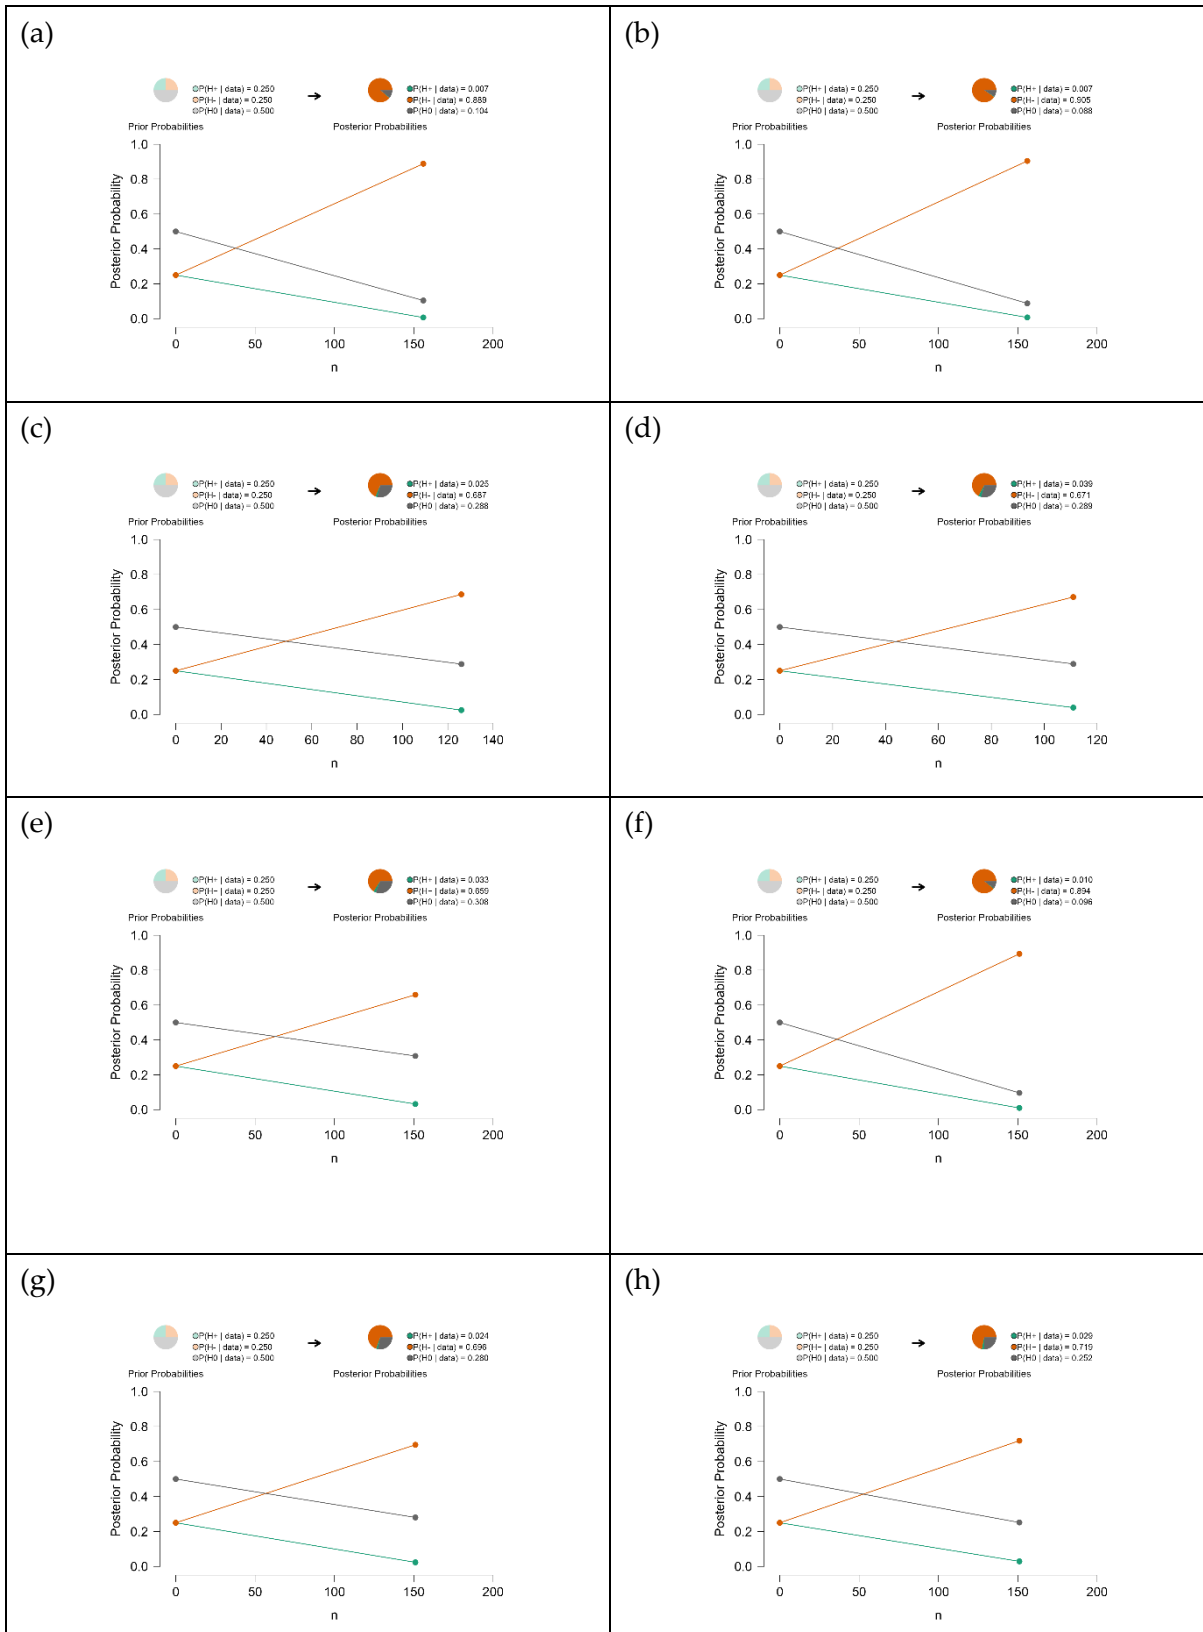 (a)
P(H+ | data) = 0.250
P(H- | data) = 0.250
P(H0 | data) = 0.500
Prior Probabilities
P(H+ | data) = 0.007
P(H- | data) = 0.889
P(H0 | data) = 0.104
Posterior Probabilities
Posterior Probability
1.0
0.8
0.6
0.4
0.2
0.0
0 50 100 150 200
n
(b)
P(H+ | data) = 0.250
P(H- | data) = 0.250
P(H0 | data) = 0.500
Prior Probabilities
P(H+ | data) = 0.007
P(H- | data) = 0.905
P(H0 | data) = 0.088
Posterior Probabilities
Posterior Probability
1.0
0.8
0.6
0.4
0.2
0.0
0 50 100 150 200
n
(c)
P(H+ | data) = 0.250
P(H- | data) = 0.250
P(H0 | data) = 0.500
Prior Probabilities
P(H+ | data) = 0.025
P(H- | data) = 0.687
P(H0 | data) = 0.288
Posterior Probabilities
Posterior Probability
1.0
0.8
0.6
0.4
0.2
0.0
0 20 40 60 80 100 120 140
n
(d)
P(H+ | data) = 0.250
P(H- | data) = 0.250
P(H0 | data) = 0.500
Prior Probabilities
P(H+ | data) = 0.039
P(H- | data) = 0.671
P(H0 | data) = 0.289
Posterior Probabilities
Posterior Probability
1.0
0.8
0.6
0.4
0.2
0.0
0 20 40 60 80 100 120
n
(e)
P(H+ | data) = 0.250
P(H- | data) = 0.250
P(H0 | data) = 0.500
Prior Probabilities
P(H+ | data) = 0.033
P(H- | data) = 0.659
P(H0 | data) = 0.308
Posterior Probabilities
Posterior Probability
1.0
0.8
0.6
0.4
0.2
0.0
0 50 100 150 200
n
(f)
P(H+ | data) = 0.250
P(H- | data) = 0.250
P(H0 | data) = 0.500
Prior Probabilities
P(H+ | data) = 0.010
P(H- | data) = 0.894
P(H0 | data) = 0.096
Posterior Probabilities
Posterior Probability
1.0
0.8
0.6
0.4
0.2
0.0
0 50 100 150 200
n
(g)
P(H+ | data) = 0.250
P(H- | data) = 0.250
P(H0 | data) = 0.500
Prior Probabilities
P(H+ | data) = 0.024
P(H- | data) = 0.696
P(H0 | data) = 0.280
Posterior Probabilities
Posterior Probability
1.0
0.8
0.6
0.4
0.2
0.0
0 50 100 150 200
n
(h)
P(H+ | data) = 0.250
P(H- | data) = 0.250
P(H0 | data) = 0.500
Prior Probabilities
P(H+ | data) = 0.029
P(H- | data) = 0.719
P(H0 | data) = 0.252
Posterior Probabilities
Posterior Probability
1.0
0.8
0.6
0.4
0.2
0.0
0 50 100 150 200
n